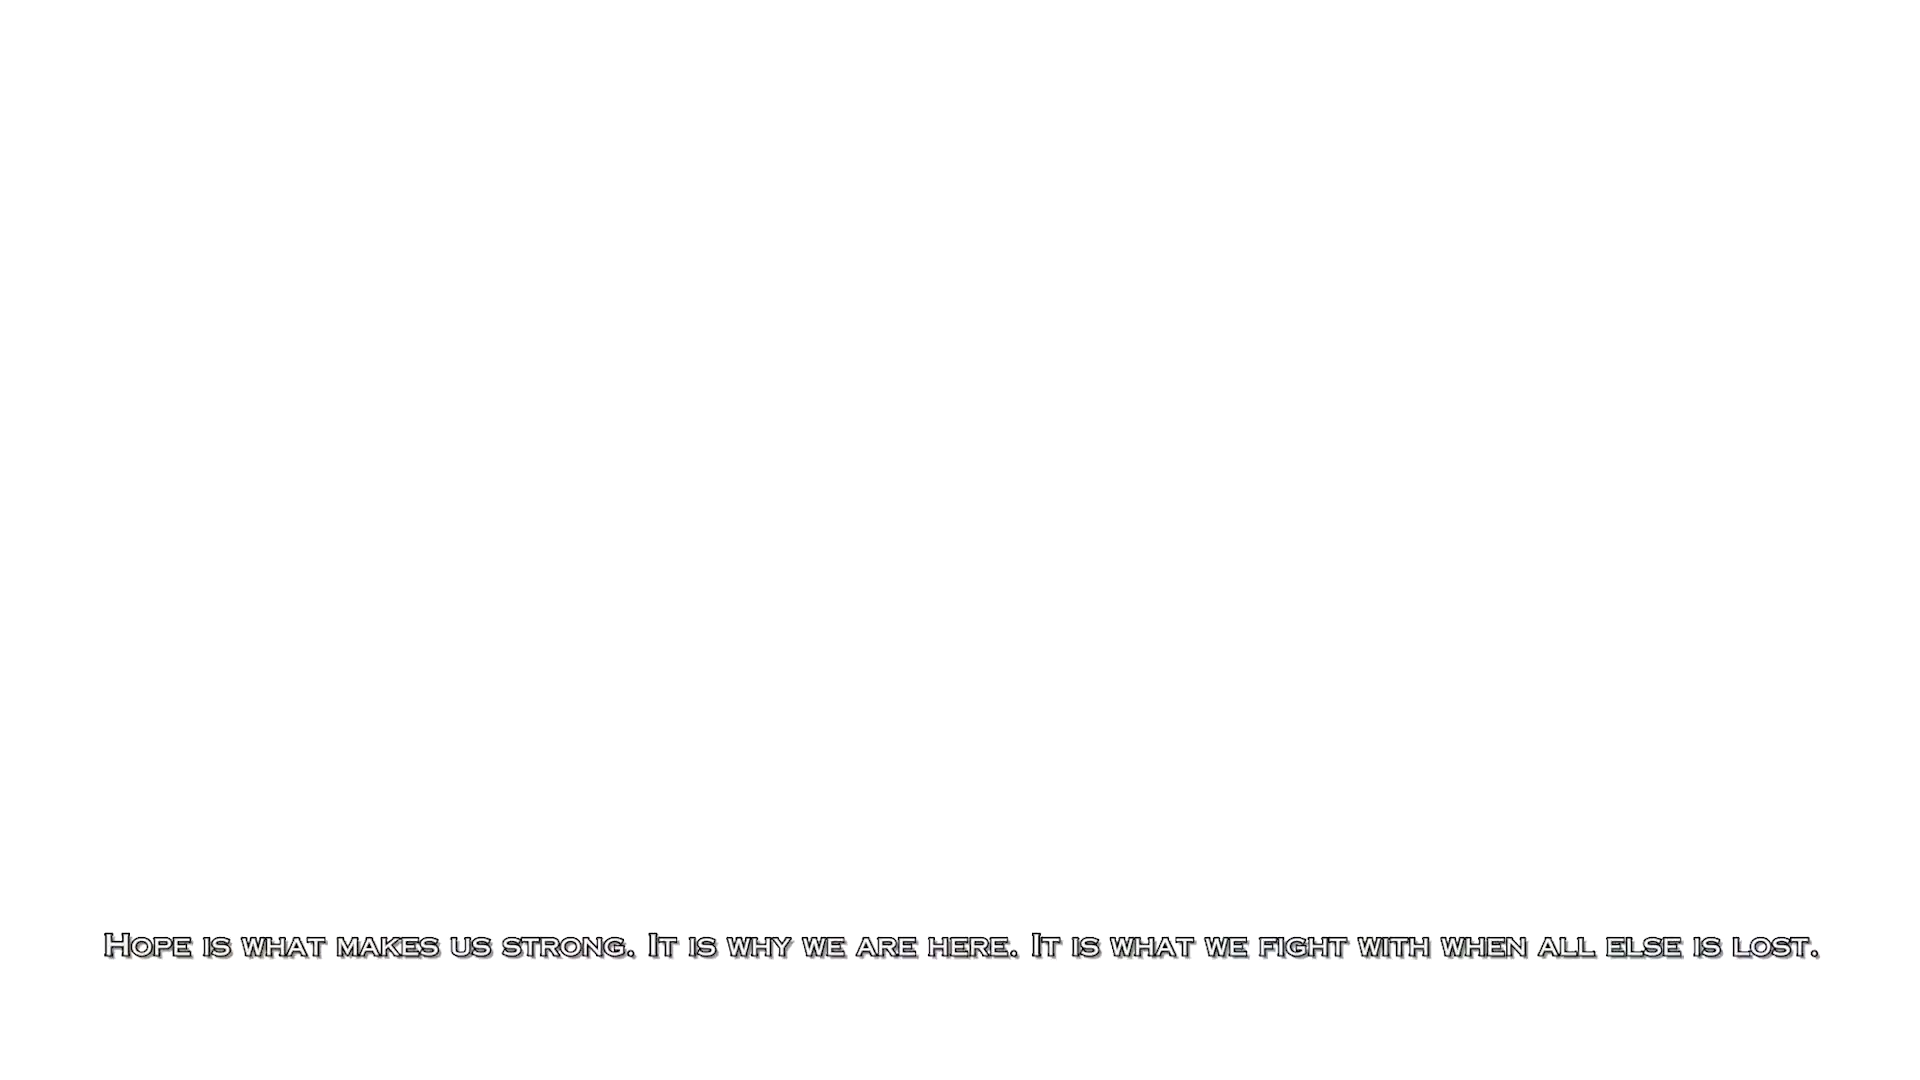 Hope is what makes us strong. It is why we are here. It is what we fight with when all else is lost.